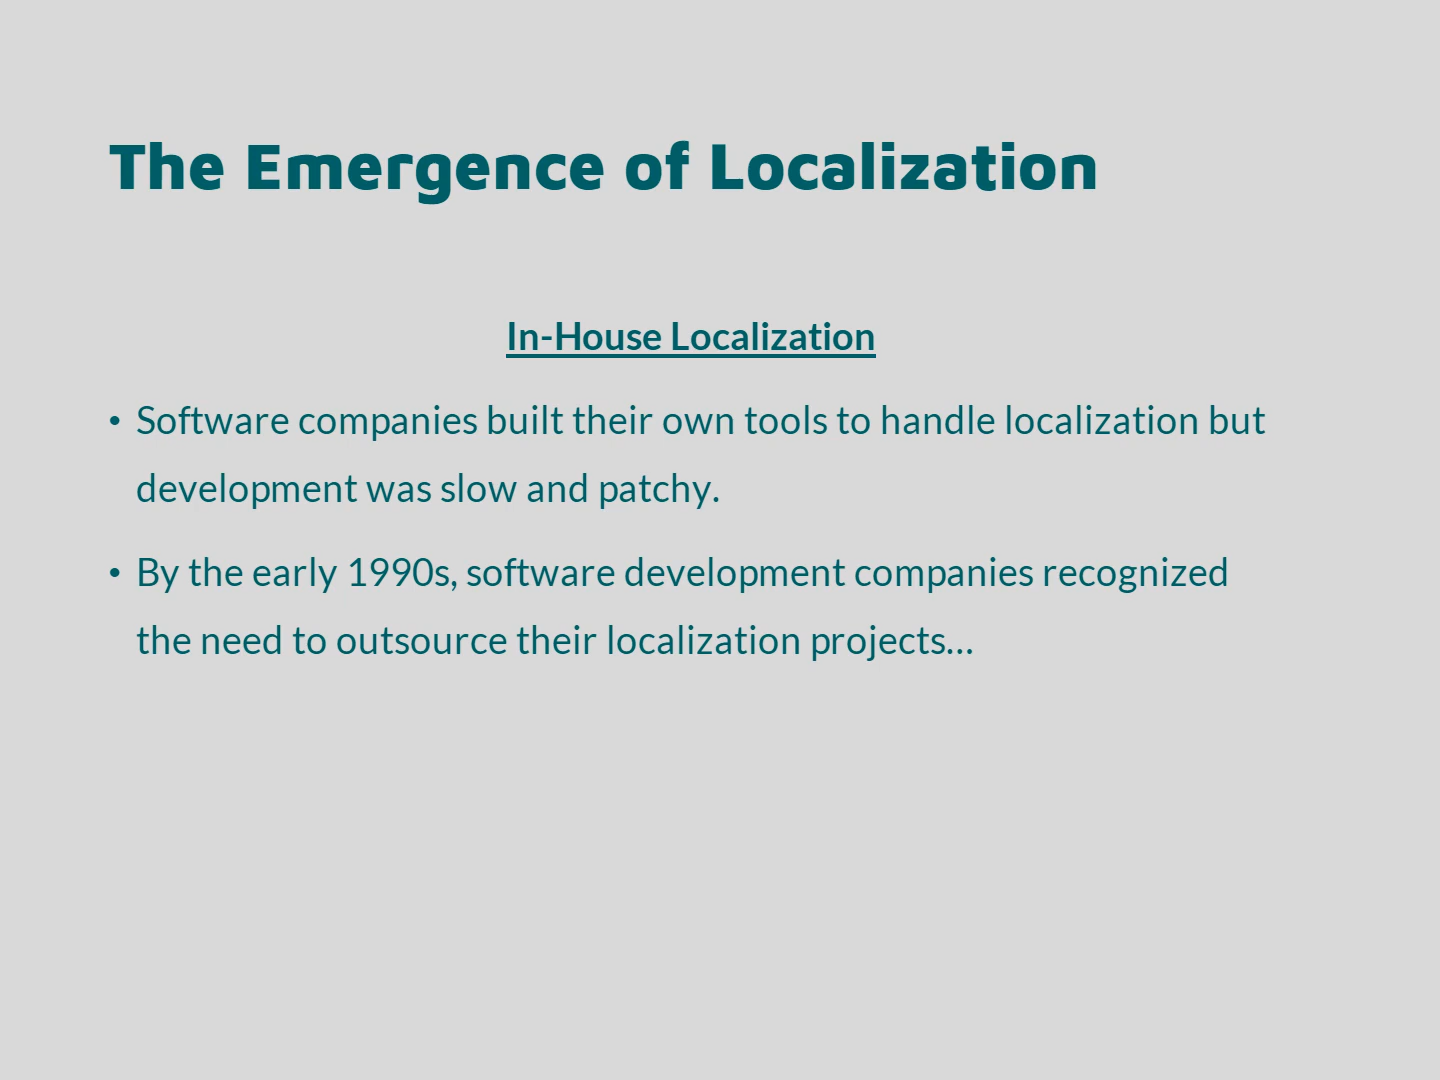 The Emergence of Localization
In-House Localization
• Software companies built their own tools to handle localization but
development was slow and patchy.
• By the early 1990s, software development companies recognized
the need to outsource their localization projects…